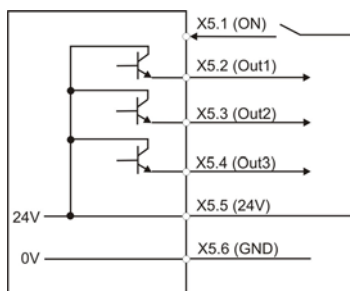 X5.1 (ON)
X5.2 (Out1)
X5.3 (Out2)
X5.4 (Out3)
24V X5.5 (24V)
0V X5.6 (GND)